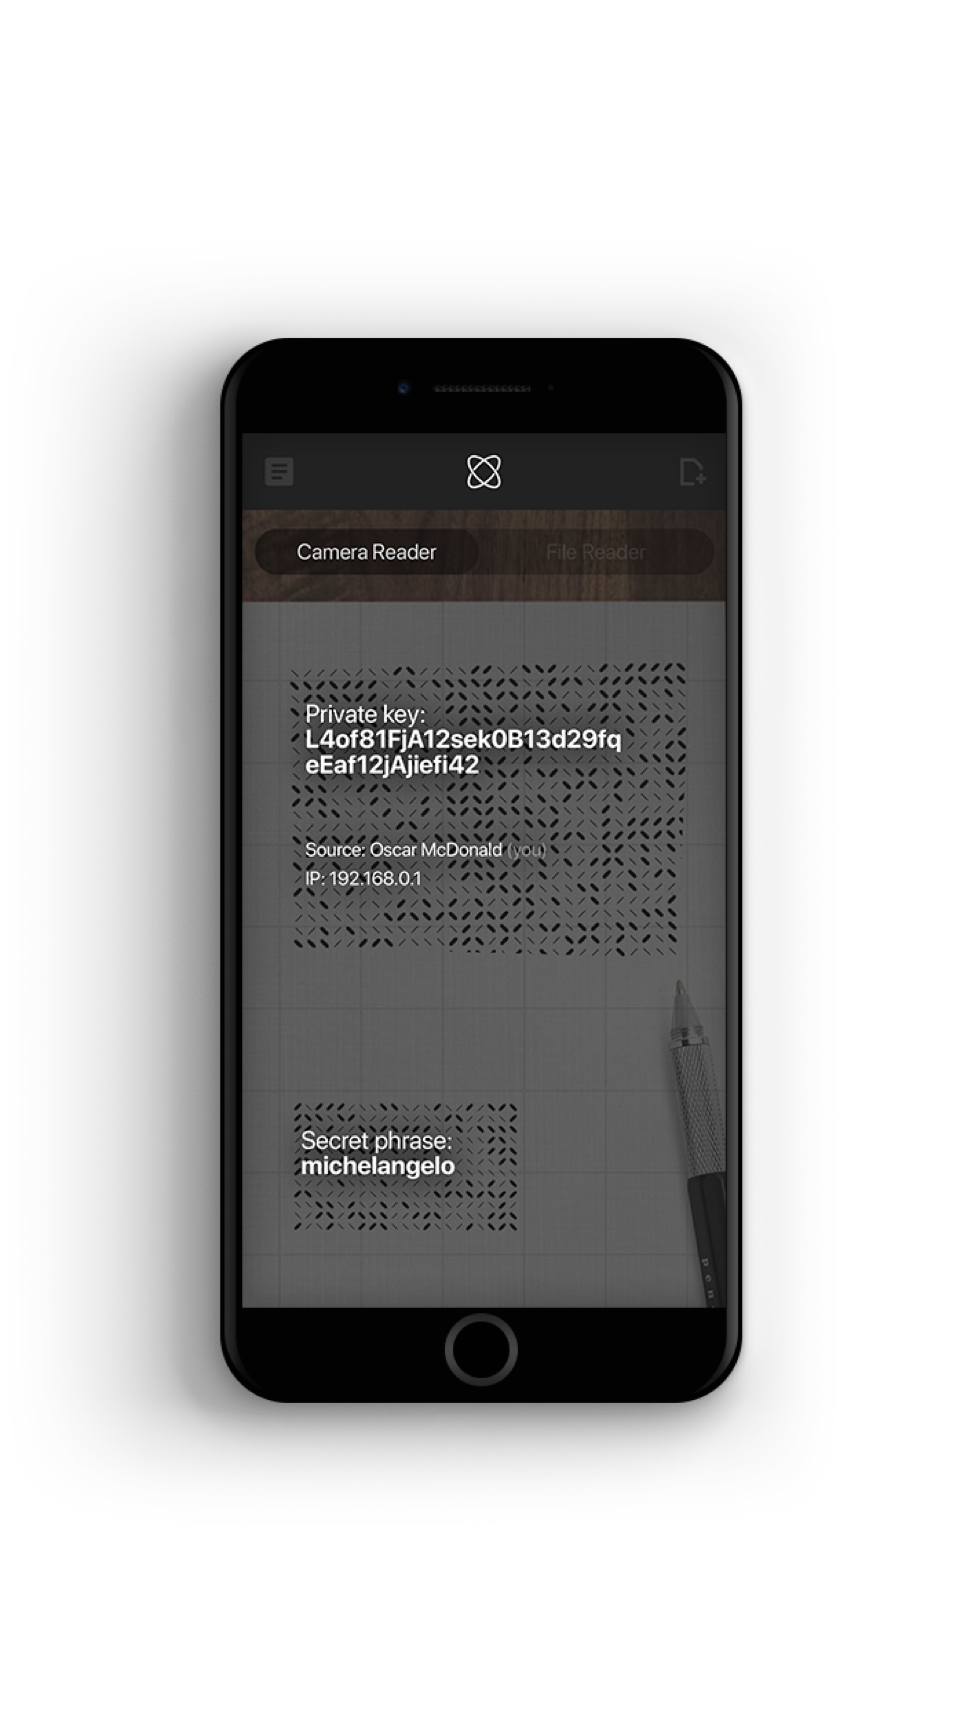 Camera Reader
File Reader
Private key:
L4of81FjA12sek0B13d29fq
eEaf12jAjiefi42
Source: Oscar McDonald (you)
IP: 192.168.0.1
Secret phrase:
michelangelo